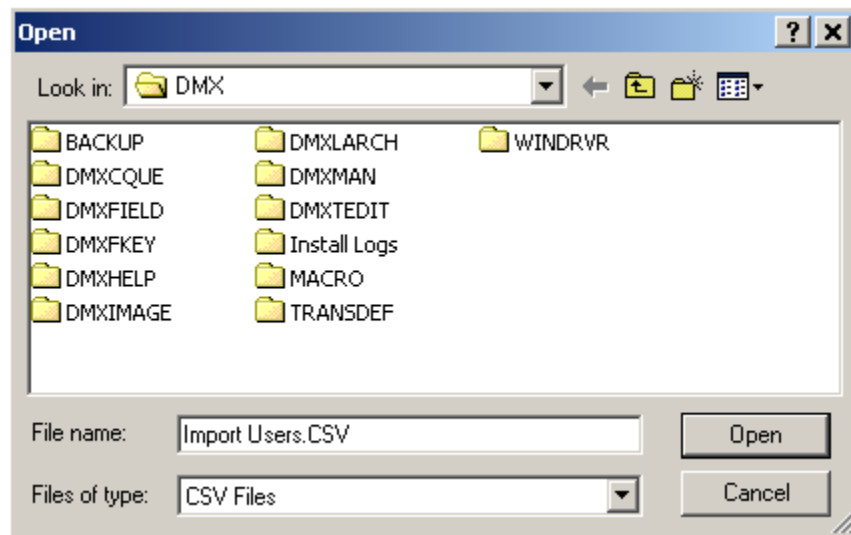 Open
Look in: DMX
BACKUP DMXLARCH WINDRVR
DMXCQUE DMXMAN
DMXFIELD DMXTEDIT
DMXFKEY Install Logs
DMXHELP MACRO
DMXIMAGE TRANSDEF
File name: Import Users.CSV Open
Files of type: CSV Files Cancel